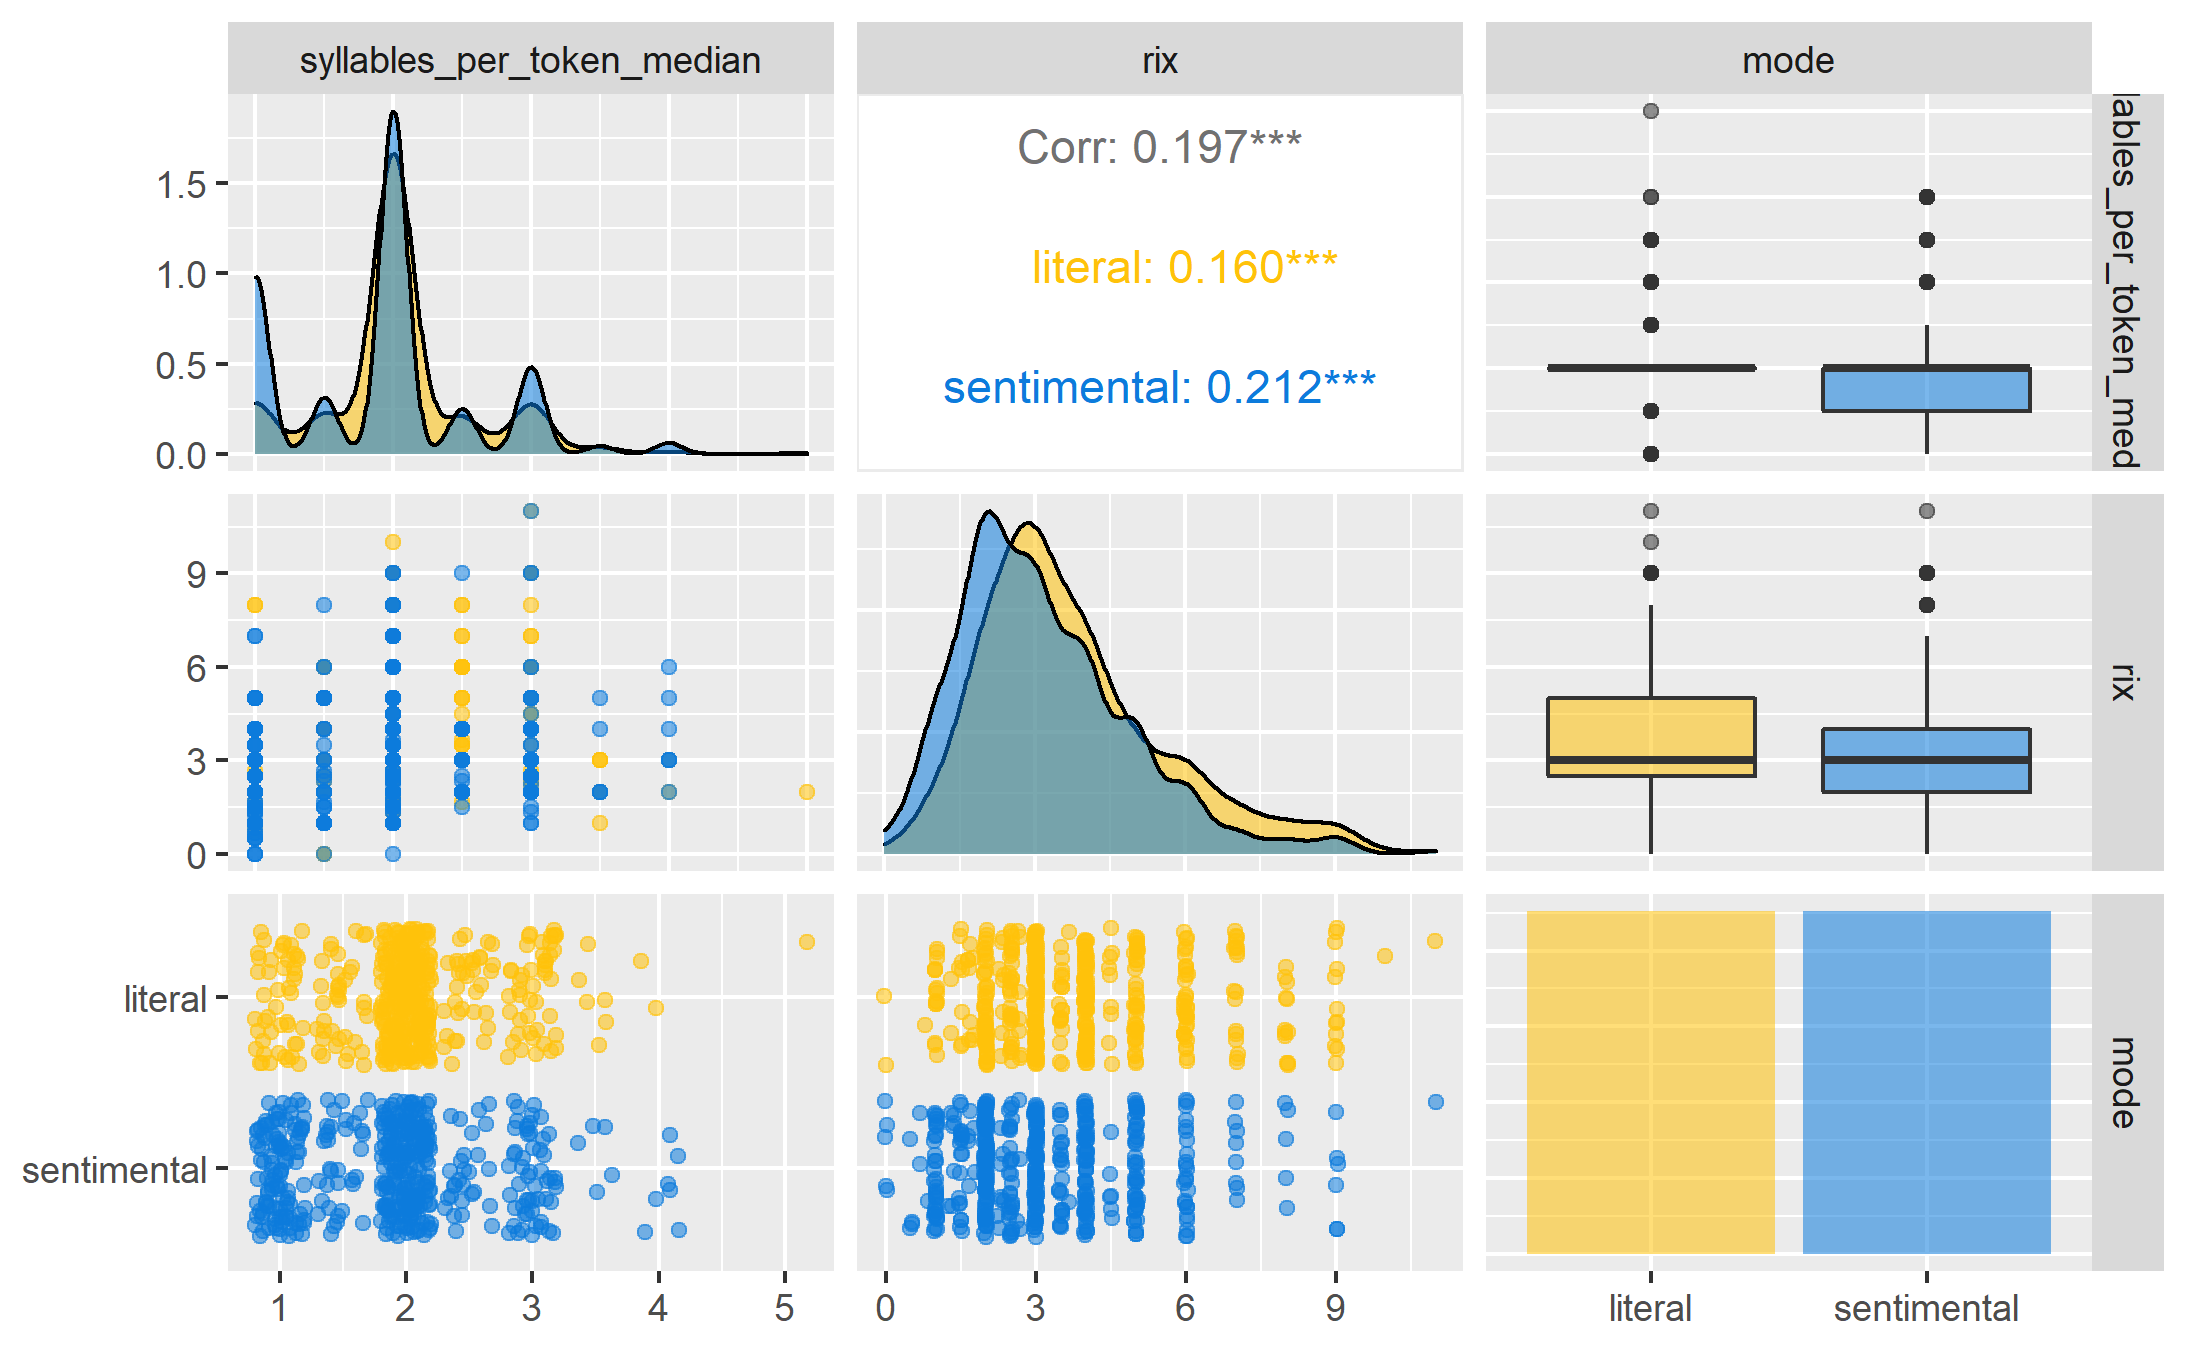 syllables_per_token_median
rix
mode
1.5
1.0
0.5
0.0
Corr: 0.197***
literal: 0.160***
sentimental: 0.212***
lables_per_token_med
9
6
3
0
rix
literal
sentimental
mode
1 2 3 4 5
0 3 6 9
literal sentimental